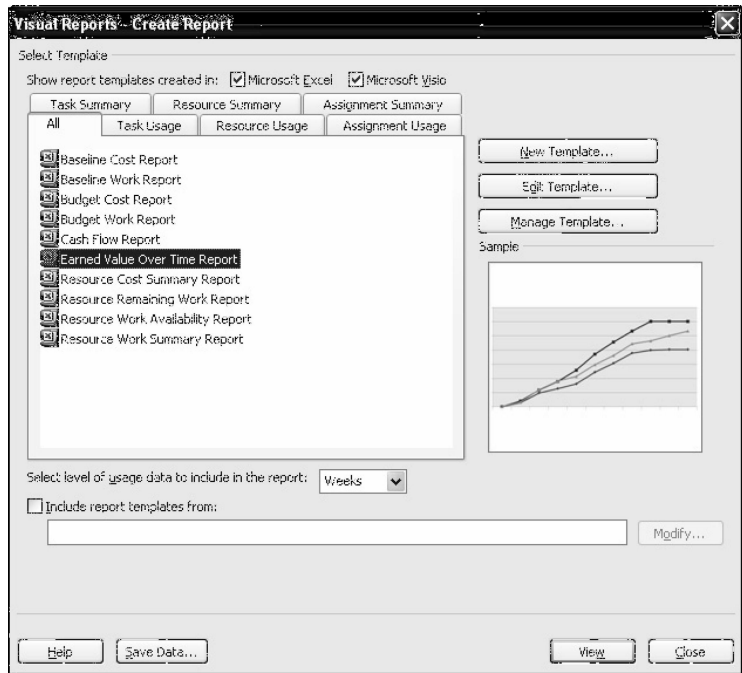 Visual Reports - Create Report
Select Template
Show report templates created in: Microsoft Excel Microsoft Visio
Task Summary Resource Summary Assignment Summary
All Task Usage Resource Usage Assignment Usage
Baseline Cost Report
Baseline Work Report
Budget Cost Report
Budget Work Report
Cash Flow Report
Earned Value Over Time Report
Resource Cost Summary Report
Resource Remaining Work Report
Resource Work Availability Report
Resource Work Summary Report
New Template...
Edit Template...
Manage Template...
Sample
Select level of usage data to include in the report: Weeks
Include report templates from:
Modify...
Help Save Data... View Close